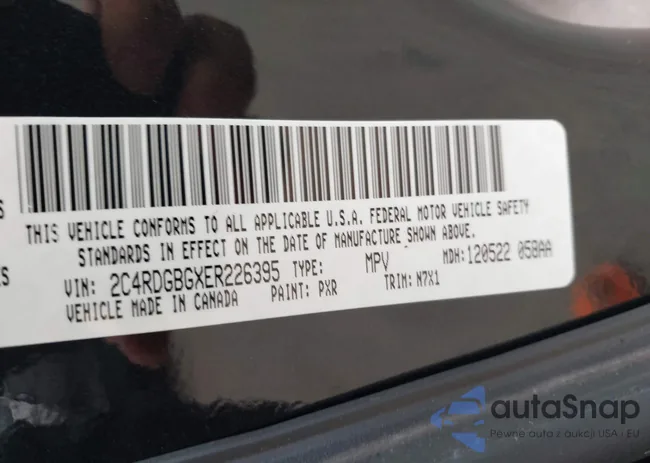 S
THIS VEHICLE CONFORMS TO ALL APPLICABLE U.S.A. FEDERAL MOTOR VEHICLE SAFETY
STANDARDS IN EFFECT ON THE DATE OF MANUFACTURE SHOWN ABOVE.
ES
VIN: 2C4RDGBGXER226395 TYPE: MPV MDH: 120522 058AA
VEHICLE MADE IN CANADA PAINT: PXR TRIM: N7X1
autaSnap
Pewne auta z aukcji USA i EU